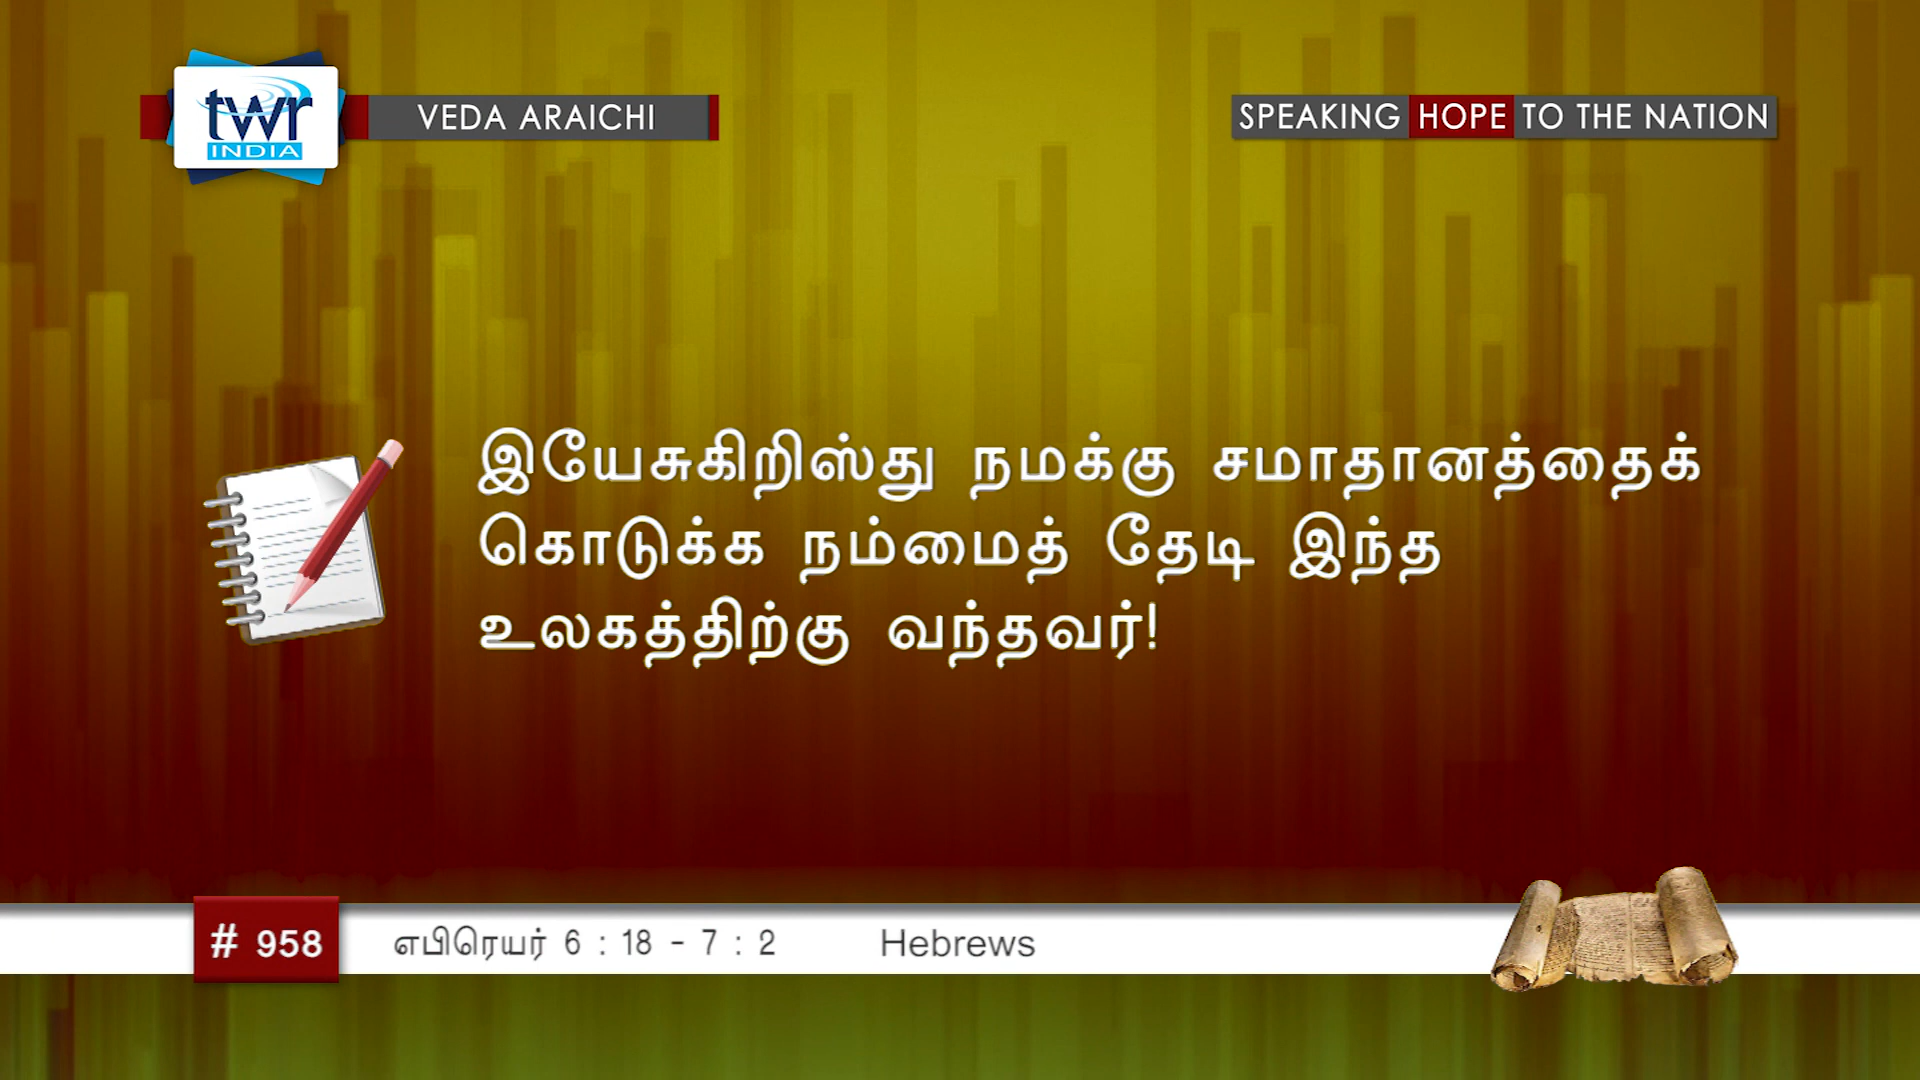 twr
INDIA
VEDA ARAICHI
SPEAKING HOPE TO THE NATION
இயேசுகிறிஸ்து நமக்கு சமாதானத்தைக்
கொடுக்க நம்மைத் தேடி இந்த
உலகத்திற்கு வந்தவர்!
# 958
எபிரெயர் 6 : 18 - 7 : 2 Hebrews